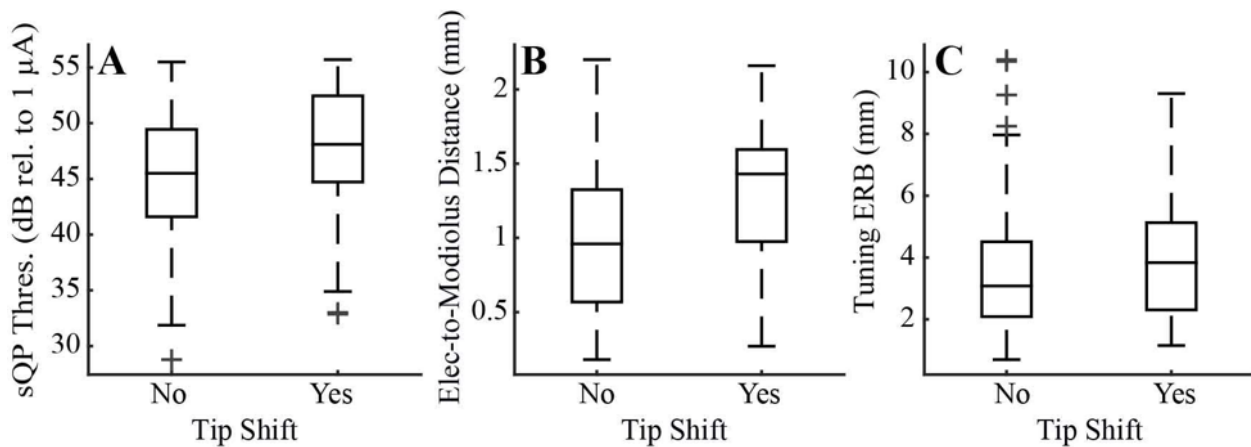 A
sQP Thres. (dB rel. to 1 µA)
55
50
45
40
35
30
No
Yes
Tip Shift
B
Elec-to-Modiolus Distance (mm)
2
1.5
1
0.5
No
Yes
Tip Shift
C
Tuning ERB (mm)
10
8
6
4
2
No
Yes
Tip Shift